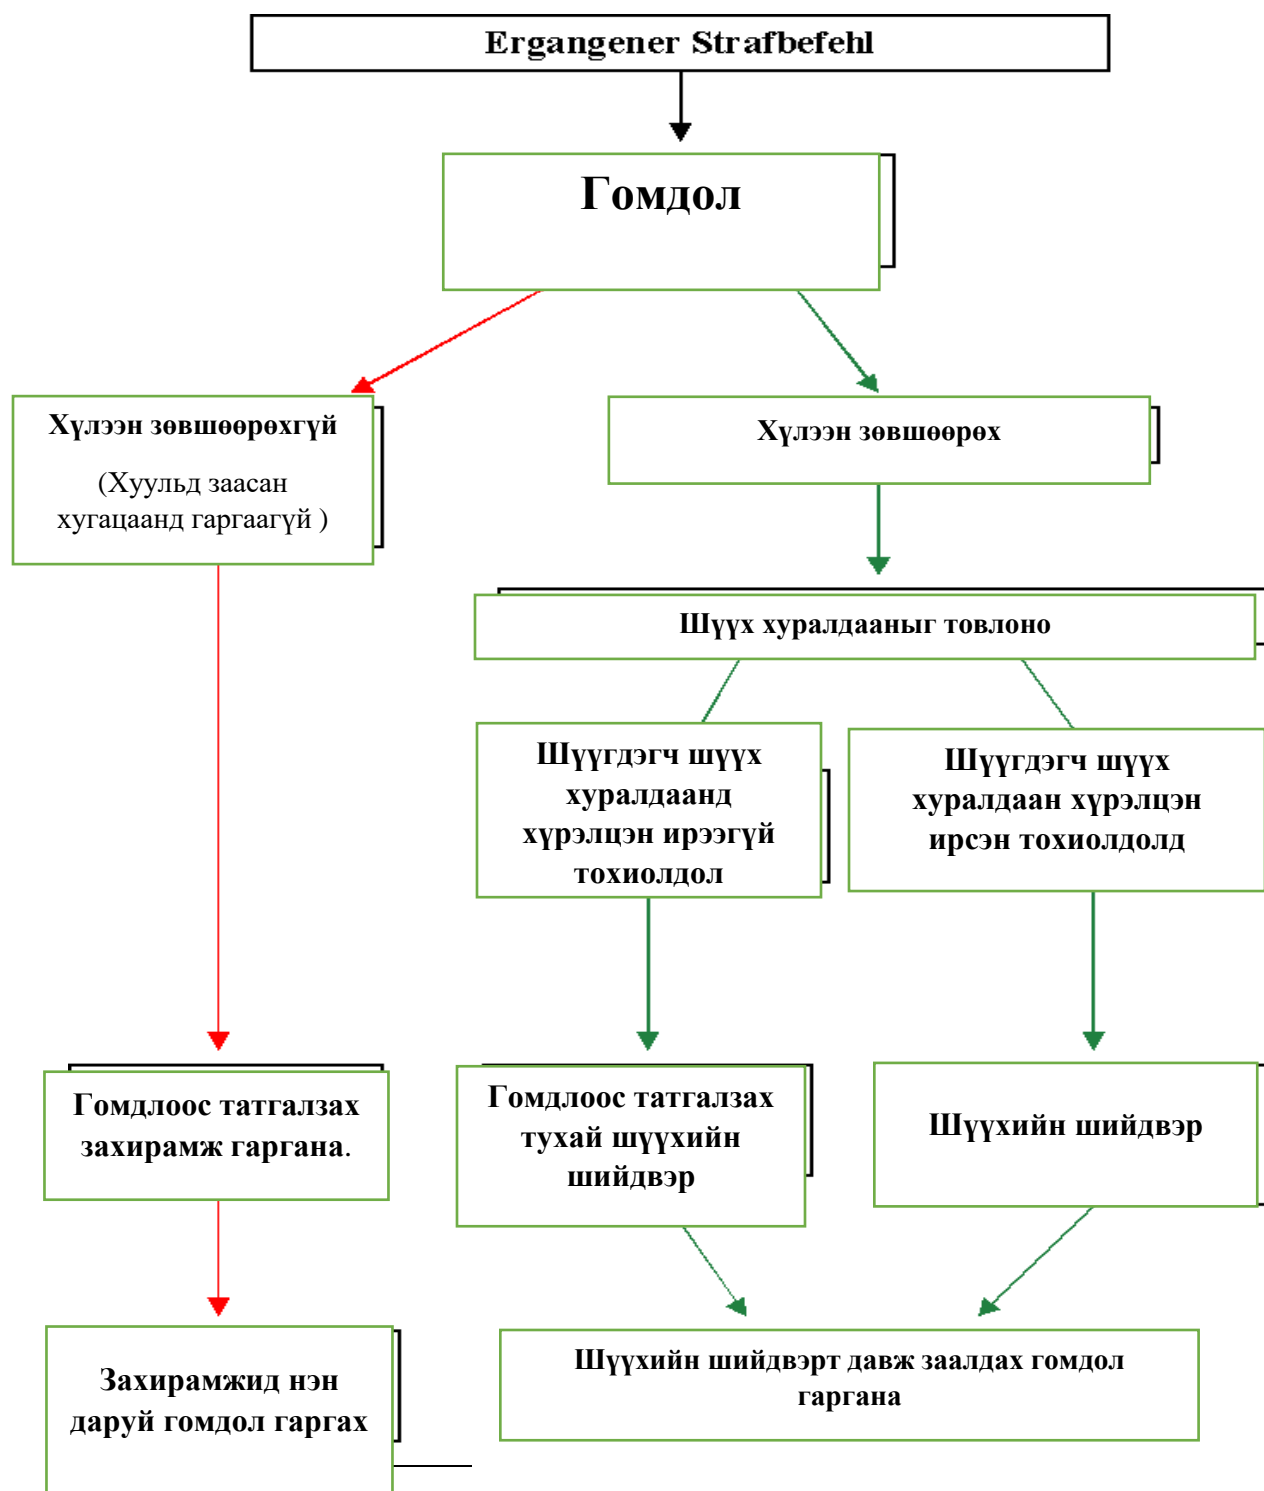 Ergangener Strafbefehl
Гомдол
Хүлээн зөвшөөрөхгүй
(Хуульд заасан
хугацаанд гаргаагүй )
Хүлээн зөвшөөрөх
Шүүх хуралдааныг товлоно
Шүүгдэгч шүүх
хуралдаанд
хүрэлцэн ирээгүй
тохиолдол
Шүүгдэгч шүүх
хуралдаан хүрэлцэн
ирсэн тохиолдолд
Гомдлоос татгалзах
захирамж гаргана.
Гомдлоос татгалзах
тухай шүүхийн
шийдвэр
Шүүхийн шийдвэр
Захирамжид нэн
даруй гомдол гаргах
Шүүхийн шийдвэрт давж заалдах гомдол
гаргана